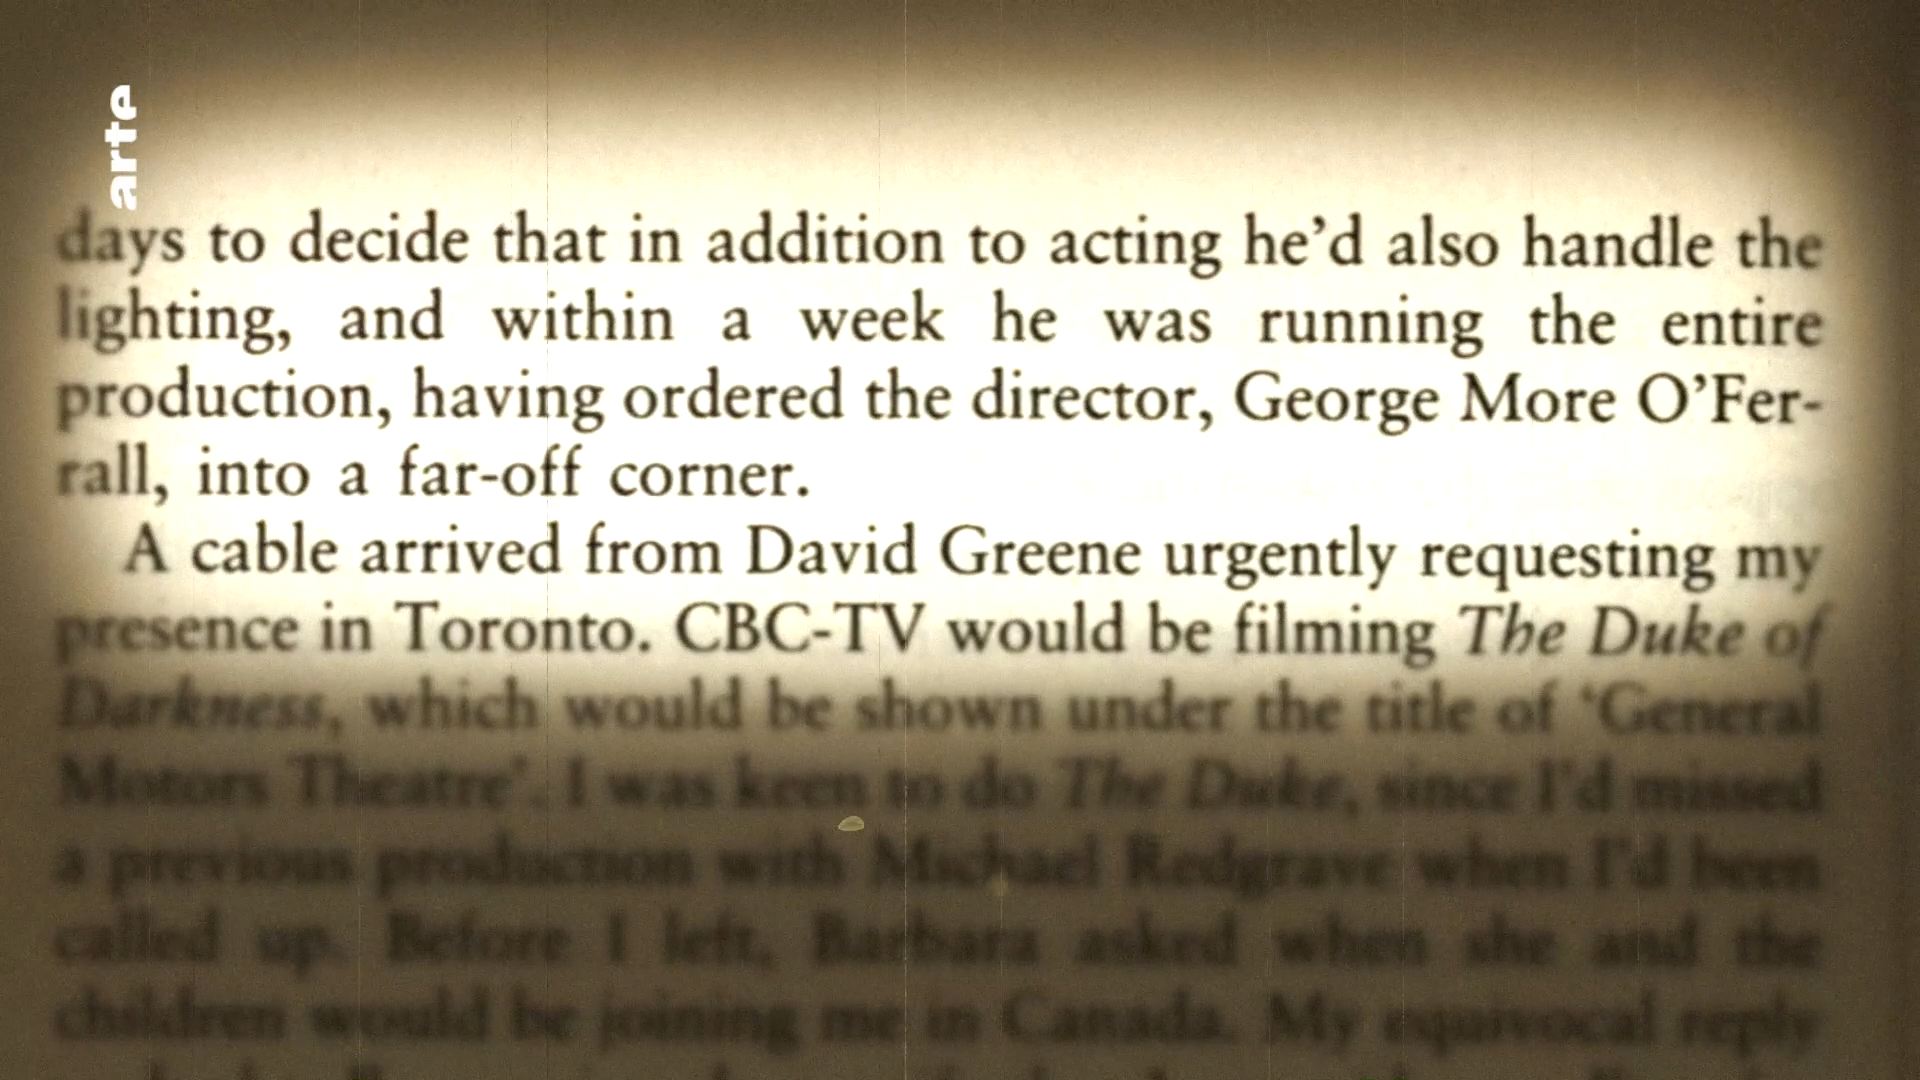 arte
days to decide that in addition to acting he’d also handle the
lighting, and within a week he was running the entire
production, having ordered the director, George More O’Fer-
rall, into a far-off corner.
A cable arrived from David Greene urgently requesting my
presence in Toronto. CBC-TV would be filming The Duke of
Darkness, which would be shown under the title of ‘General
Motors Theatre’. I was keen to do The Duke, since I’d missed
a previous production with Michael Redgrave when I’d been
called up. Before I left, Barbara asked when she and the
children would be joining me in Canada. My equivocal reply